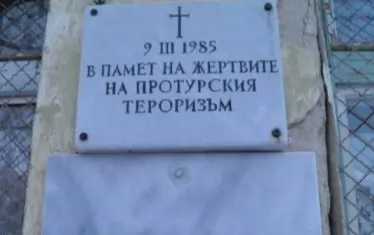 9 III 1985
В ПАМЕТ НА ЖЕРТВИТЕ
НА ПРОТУРСКИЯ
ТЕРОРИЗЪМ